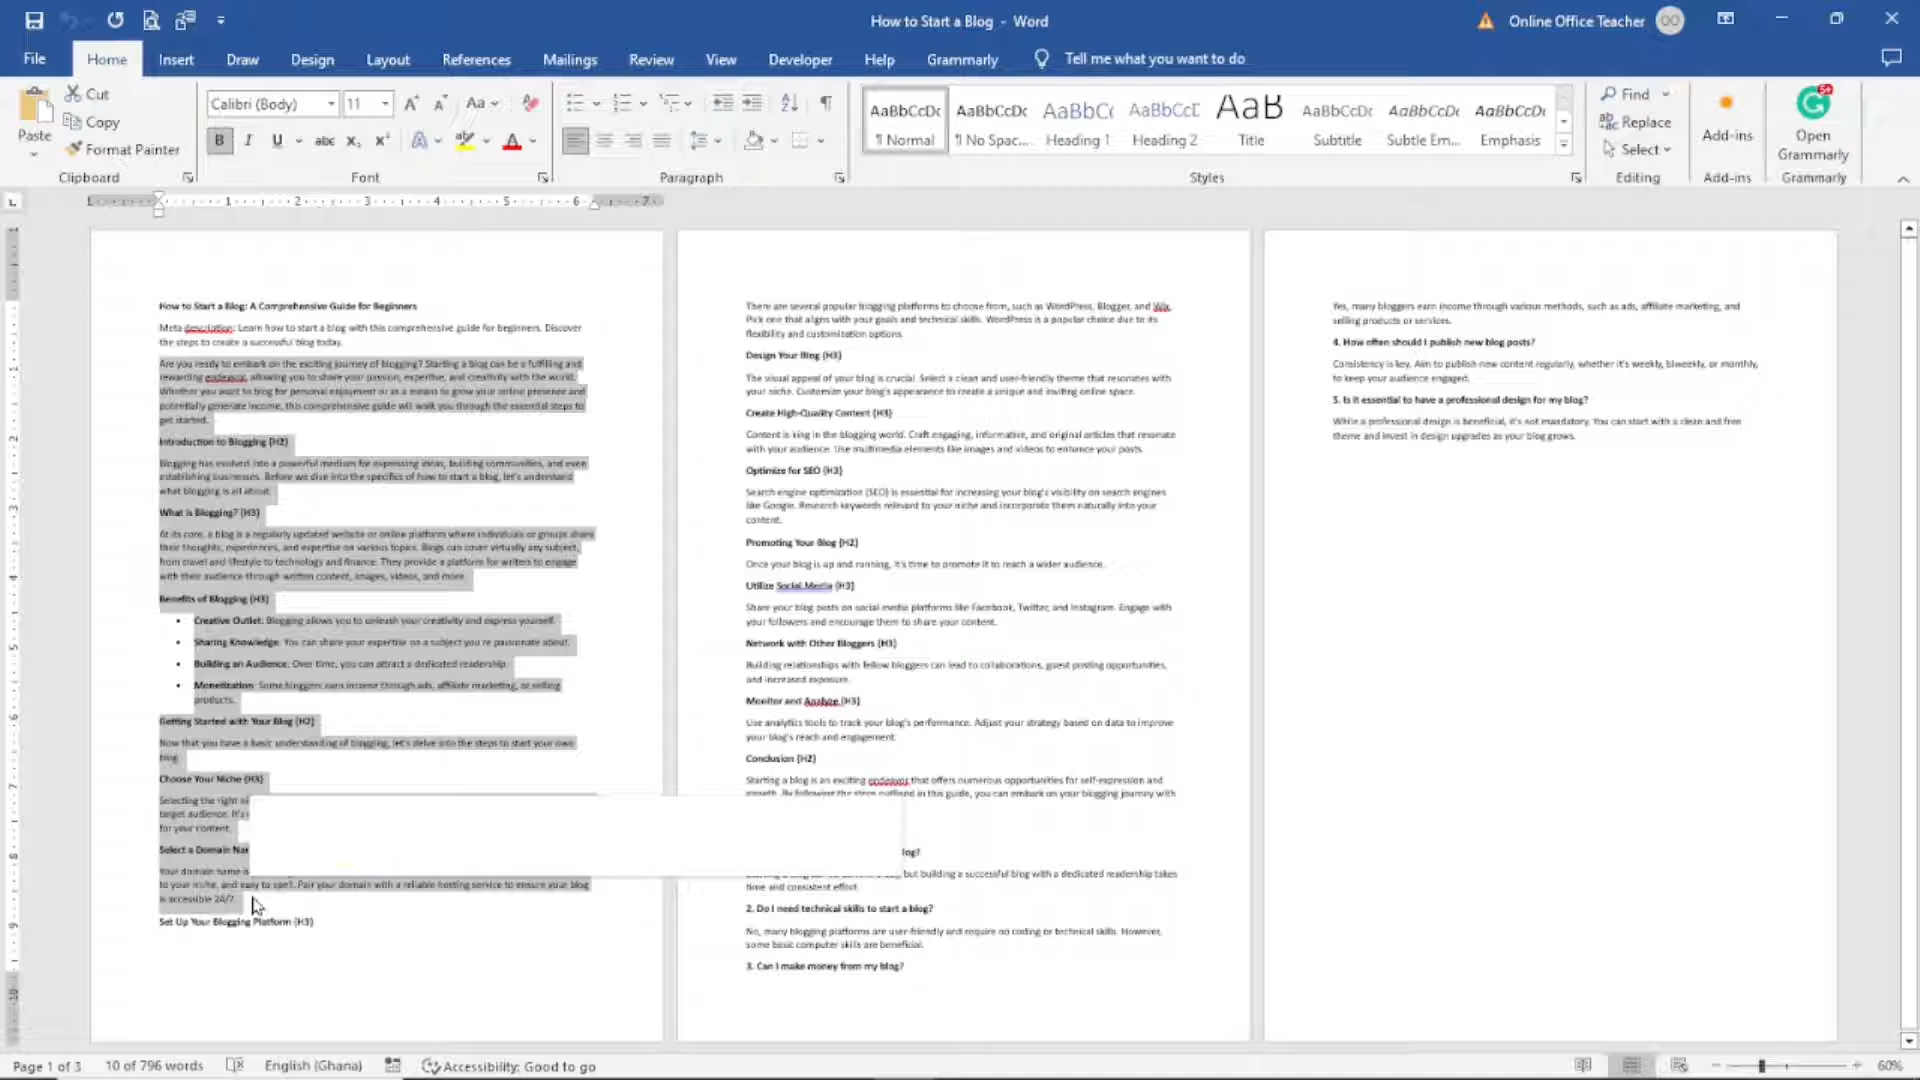 How to Start a Blog - Word
Online Office Teacher
OO
File
Home
Insert
Draw
Design
Layout
References
Mailings
Review
View
Developer
Help
Grammarly
Tell me what you want to do
Paste
Cut
Copy
Format Painter
Clipboard
Calibri (Body)
11
Font
Paragraph
AaBbCcDc
¶ Normal
AaBbCcDc
¶ No Spac...
AaBbC(
Heading 1
AaBbCcC
Heading 2
AaB
Title
AaBbCcDc
Subtitle
AaBbCcDc
Subtle Em...
AaBbCcDc
Emphasis
Styles
Find
Replace
Select
Editing
Add-ins
Add-ins
Open
Grammarly
Grammarly
How to Start a Blog: A Comprehensive Guide for Beginners
Meta description: Learn how to start a blog with this comprehensive guide for beginners. Discover
the steps to create a successful blog today.
Are you ready to embark on the exciting journey of blogging? Starting a blog can be a fulfilling and
rewarding endeavor, allowing you to share your passion, expertise, and creativity with the world.
Whether you want to blog for personal enjoyment or as a means to grow your online presence and
potentially generate income, this comprehensive guide will walk you through the essential steps to
get started.
Introduction to Blogging (H2)
Blogging has evolved into a powerful medium for expressing ideas, building communities, and even
establishing businesses. Before we dive into the specifics of how to start a blog, let's understand
what blogging is all about.
What is Blogging? (H3)
At its core, a blog is a regularly updated website or online platform where individuals or groups share
their thoughts, experiences, and expertise on various topics. Blogs can cover virtually any subject,
from travel and lifestyle to technology and finance. They provide a platform for writers to engage
with their audience through written content, images, videos, and more.
Benefits of Blogging (H3)
• Creative Outlet: Blogging allows you to unleash your creativity and express yourself.
• Sharing Knowledge: You can share your expertise on a subject you're passionate about.
• Building an Audience: Over time, you can attract a dedicated readership.
• Monetization: Some bloggers earn income through ads, affiliate marketing, or selling
products.
Getting Started with Your Blog (H2)
Now that you have a basic understanding of blogging, let's delve into the steps to start your own
blog.
Choose Your Niche (H3)
Selecting the right ni
target audience. It's
for your content.
Select a Domain Nam
Your domain name is
to your niche, and easy to spell. Pair your domain with a reliable hosting service to ensure your blog
is accessible 24/7.
Set Up Your Blogging Platform (H3)
There are several popular blogging platforms to choose from, such as WordPress, Blogger, and Wix.
Pick one that aligns with your goals and technical skills. WordPress is a popular choice due to its
flexibility and customization options.
Design Your Blog (H3)
The visual appeal of your blog is crucial. Select a clean and user-friendly theme that resonates with
your niche. Customize your blog's appearance to create a unique and inviting online space.
Create High-Quality Content (H3)
Content is king in the blogging world. Craft engaging, informative, and original articles that resonate
with your audience. Use multimedia elements like images and videos to enhance your posts.
Optimize for SEO (H3)
Search engine optimization (SEO) is essential for increasing your blog's visibility on search engines
like Google. Research keywords relevant to your niche and incorporate them naturally into your
content.
Promoting Your Blog (H2)
Once your blog is up and running, it's time to promote it to reach a wider audience.
Utilize Social Media (H3)
Share your blog posts on social media platforms like Facebook, Twitter, and Instagram. Engage with
your followers and encourage them to share your content.
Network with Other Bloggers (H3)
Building relationships with fellow bloggers can lead to collaborations, guest posting opportunities,
and increased exposure.
Monitor and Analyze (H3)
Use analytics tools to track your blog's performance. Adjust your strategy based on data to improve
your blog's reach and engagement.
Conclusion (H2)
Starting a blog is an exciting endeavor that offers numerous opportunities for self-expression and
growth. By following the steps outlined in this guide, you can embark on your blogging journey with
log?
but building a successful blog with a dedicated readership takes
time and consistent effort.
2. Do I need technical skills to start a blog?
No, many blogging platforms are user-friendly and require no coding or technical skills. However,
some basic computer skills are beneficial.
3. Can I make money from my blog?
Yes, many bloggers earn income through various methods, such as ads, affiliate marketing, and
selling products or services.
4. How often should I publish new blog posts?
Consistency is key. Aim to publish new content regularly, whether it's weekly, biweekly, or monthly,
to keep your audience engaged.
5. Is it essential to have a professional design for my blog?
While a professional design is beneficial, it's not mandatory. You can start with a clean and free
theme and invest in design upgrades as your blog grows.
Page 1 of 3
10 of 796 words
English (Ghana)
Accessibility: Good to go
60%